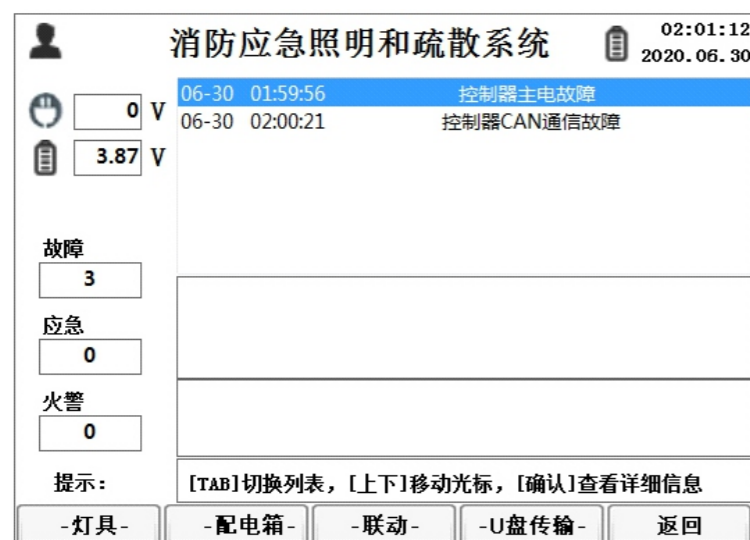 消防应急照明和疏散系统
02:01:12
2020.06.30
0 V
3.87 V
06-30 01:59:56 控制器主电故障
06-30 02:00:21 控制器CAN通信故障
故障
3
应急
0
火警
0
提示:
[TAB]切换列表，[上下]移动光标，[确认]查看详细信息
-灯具-
-配电箱-
-联动-
-U盘传输-
返回